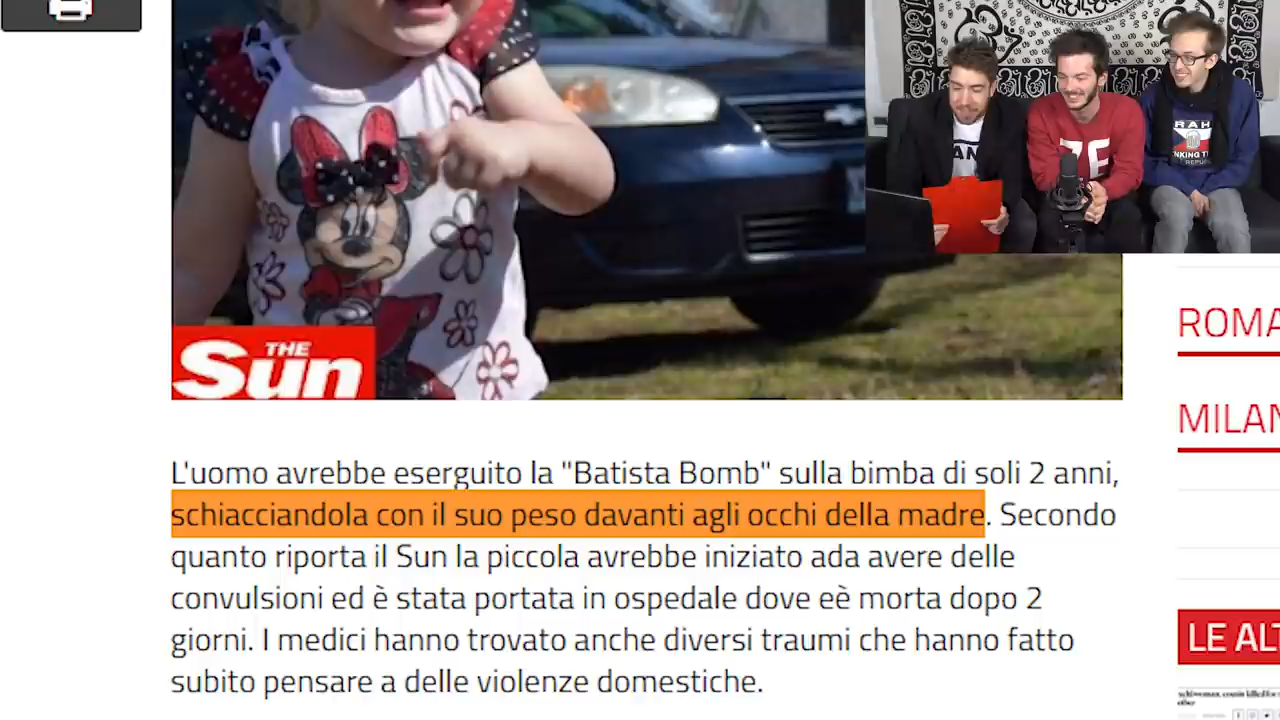 THE
Sun
ROMA
MILAN
L'uomo avrebbe eserguito la "Batista Bomb" sulla bimba di soli 2 anni,
schiacciandola con il suo peso davanti agli occhi della madre. Secondo
quanto riporta il Sun la piccola avrebbe iniziato ada avere delle
convulsioni ed è stata portata in ospedale dove eè morta dopo 2
giorni. I medici hanno trovato anche diversi traumi che hanno fatto
subito pensare a delle violenze domestiche.
LE ALT